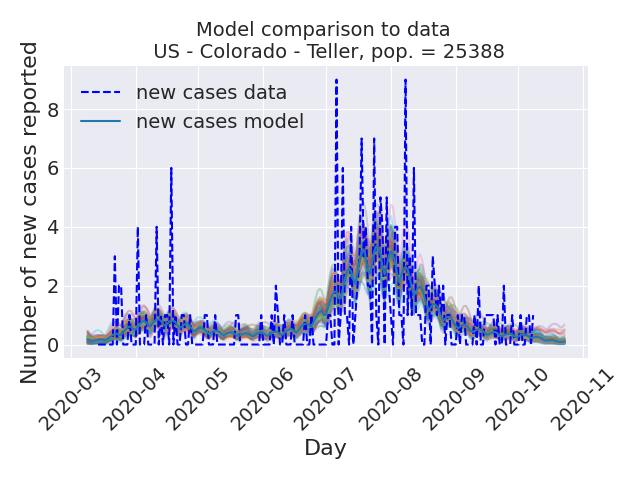 Model comparison to data
US - Colorado - Teller, pop. = 25388
Number of new cases reported
8
6
4
2
0
new cases data
new cases model
2020-03
2020-04
2020-05
2020-06
2020-07
2020-08
2020-09
2020-10
2020-11
Day